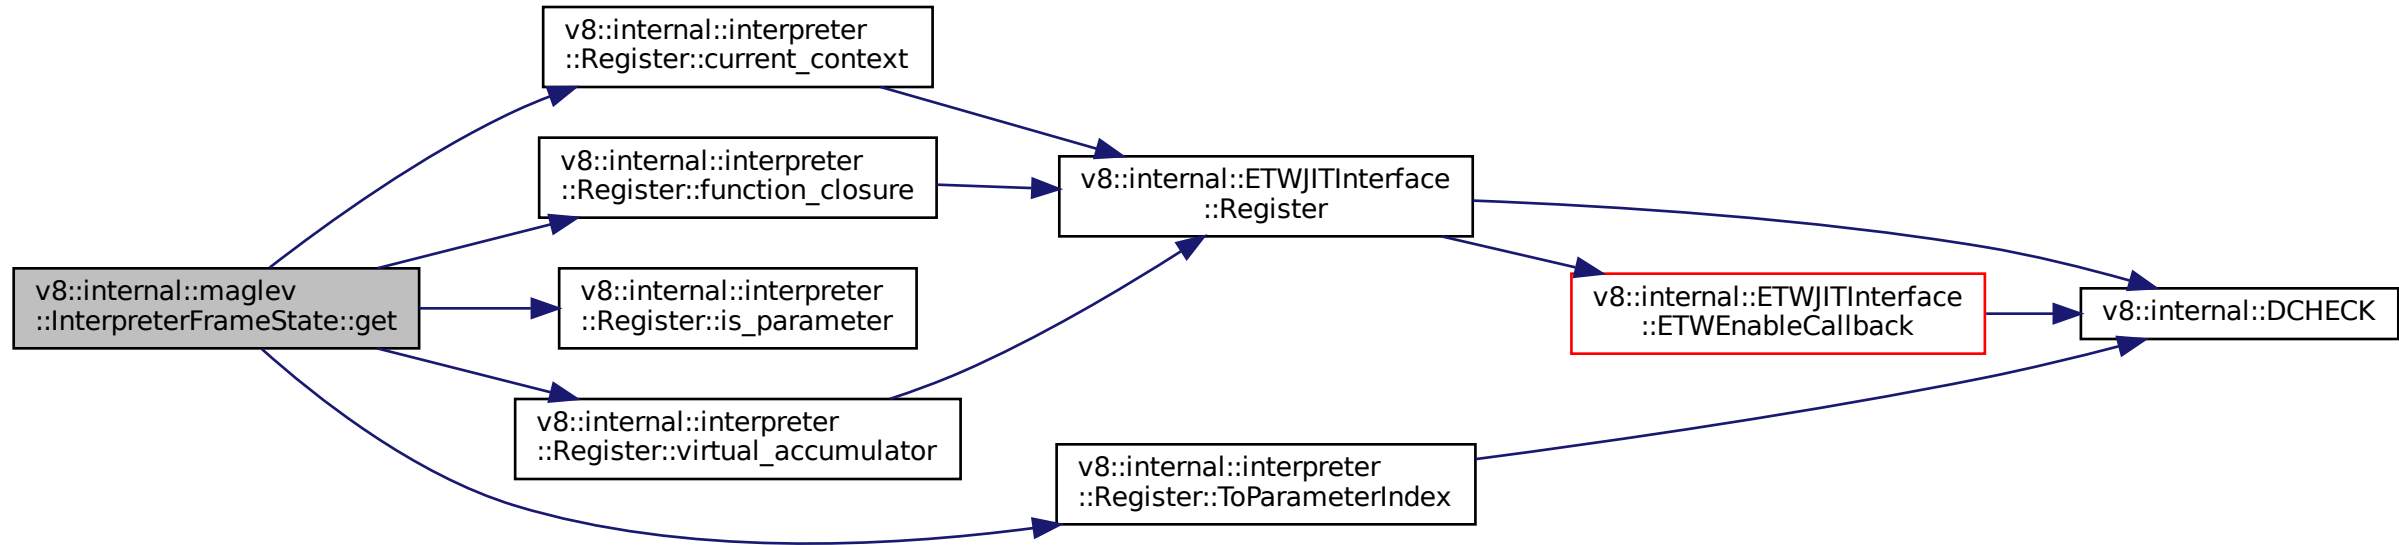 v8::internal::interpreter
::Register::current_context
v8::internal::interpreter
::Register::function_closure
v8::internal::ETWJITInterface
::Register
v8::internal::maglev
::InterpreterFrameState::get
v8::internal::interpreter
::Register::is_parameter
v8::internal::ETWJITInterface
::ETWEnableCallback
v8::internal::DCHECK
v8::internal::interpreter
::Register::virtual_accumulator
v8::internal::interpreter
::Register::ToParameterIndex